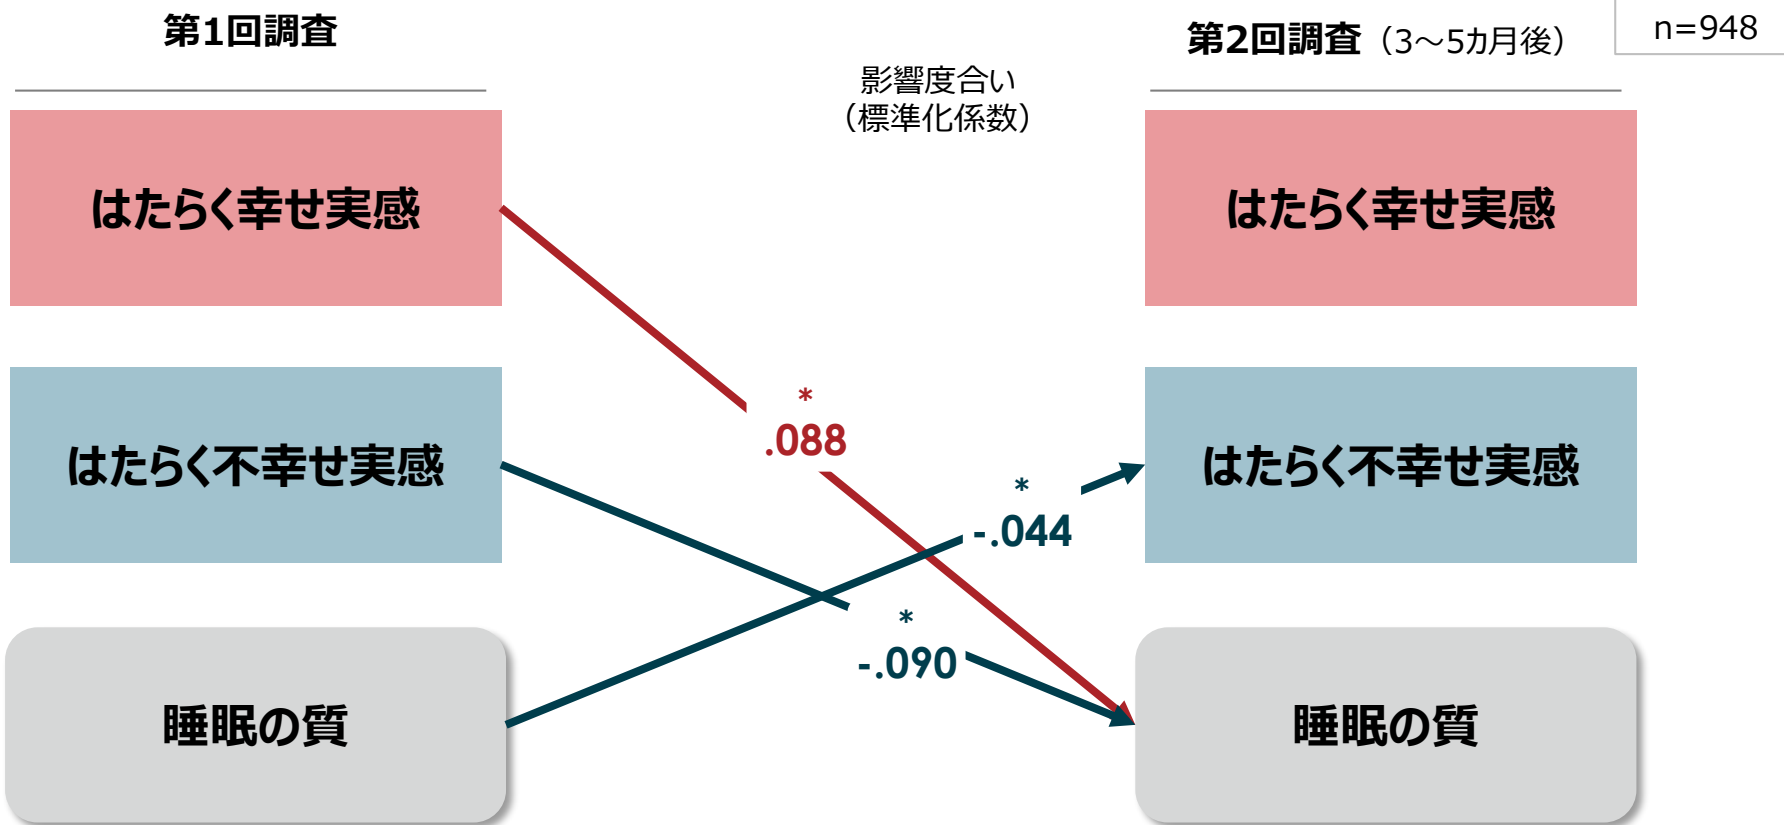 第1回調査
第2回調査（3～5カ月後）
n=948
影響度合い
（標準化係数）
はたらく幸せ実感
はたらく幸せ実感
*
.088
はたらく不幸せ実感
はたらく不幸せ実感
*
-.044
*
-.090
睡眠の質
睡眠の質